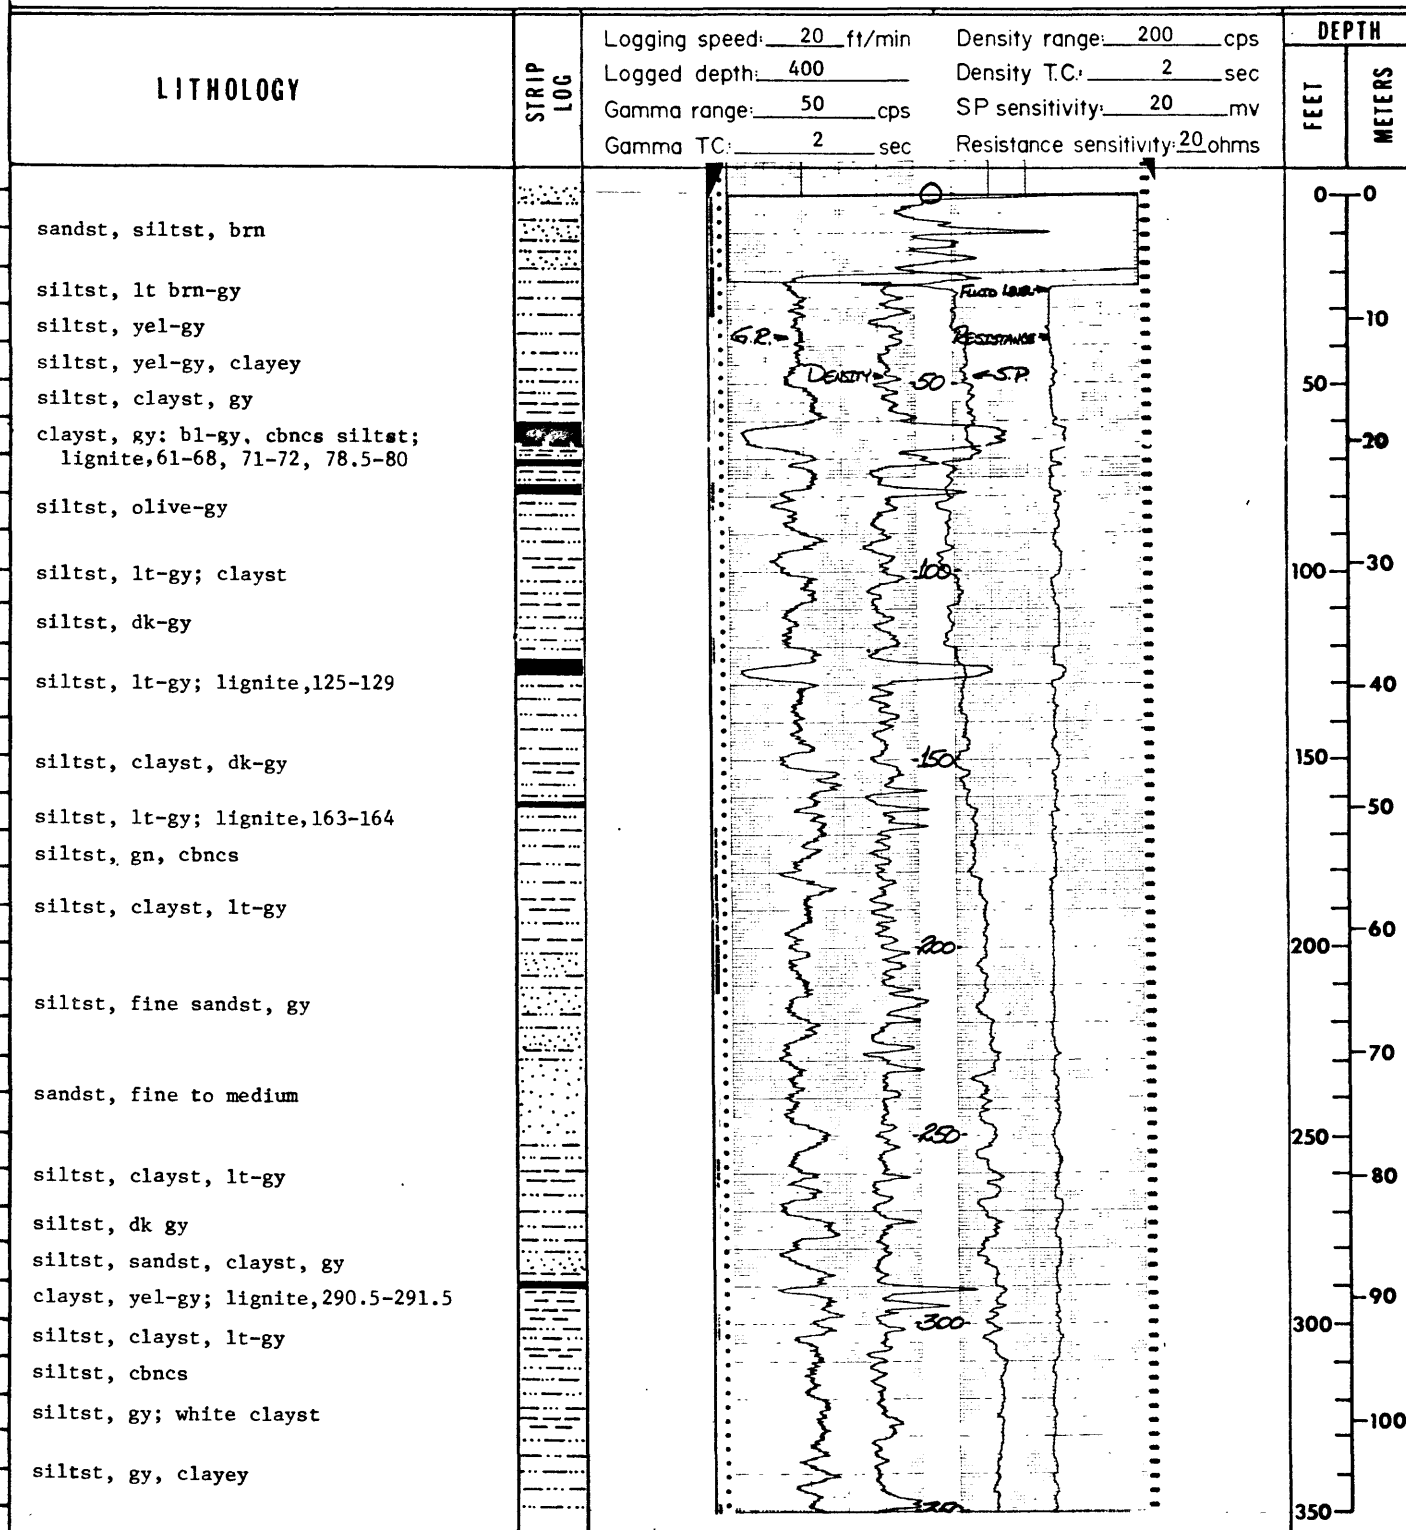 LITHOLOGY
STRIP LOG
Logging speed: 20 ft/min
Logged depth: 400
Gamma range: 50 cps
Gamma TC: 2 sec
Density range: 200 cps
Density T.C.: 2 sec
SP sensitivity: 20 mv
Resistance sensitivity: 20 ohms
DEPTH
FEET
METERS
sandst, siltst, brn
siltst, lt brn-gy
siltst, yel-gy
siltst, yel-gy, clayey
siltst, clayst, gy
clayst, gy: bl-gy, cbncs siltst;
lignite,61-68, 71-72, 78.5-80
siltst, olive-gy
siltst, lt-gy; clayst
siltst, dk-gy
siltst, lt-gy; lignite,125-129
siltst, clayst, dk-gy
siltst, lt-gy; lignite,163-164
siltst, gn, cbncs
siltst, clayst, lt-gy
siltst, fine sandst, gy
sandst, fine to medium
siltst, clayst, lt-gy
siltst, dk gy
siltst, sandst, clayst, gy
clayst, yel-gy; lignite,290.5-291.5
siltst, clayst, lt-gy
siltst, cbncs
siltst, gy; white clayst
siltst, gy, clayey
FLUID LEVEL
G.R.
RESISTANCE
DENSITY
S.P.
50
100
150
200
250
300
0
50
100
150
200
250
300
350
0
10
20
30
40
50
60
70
80
90
100